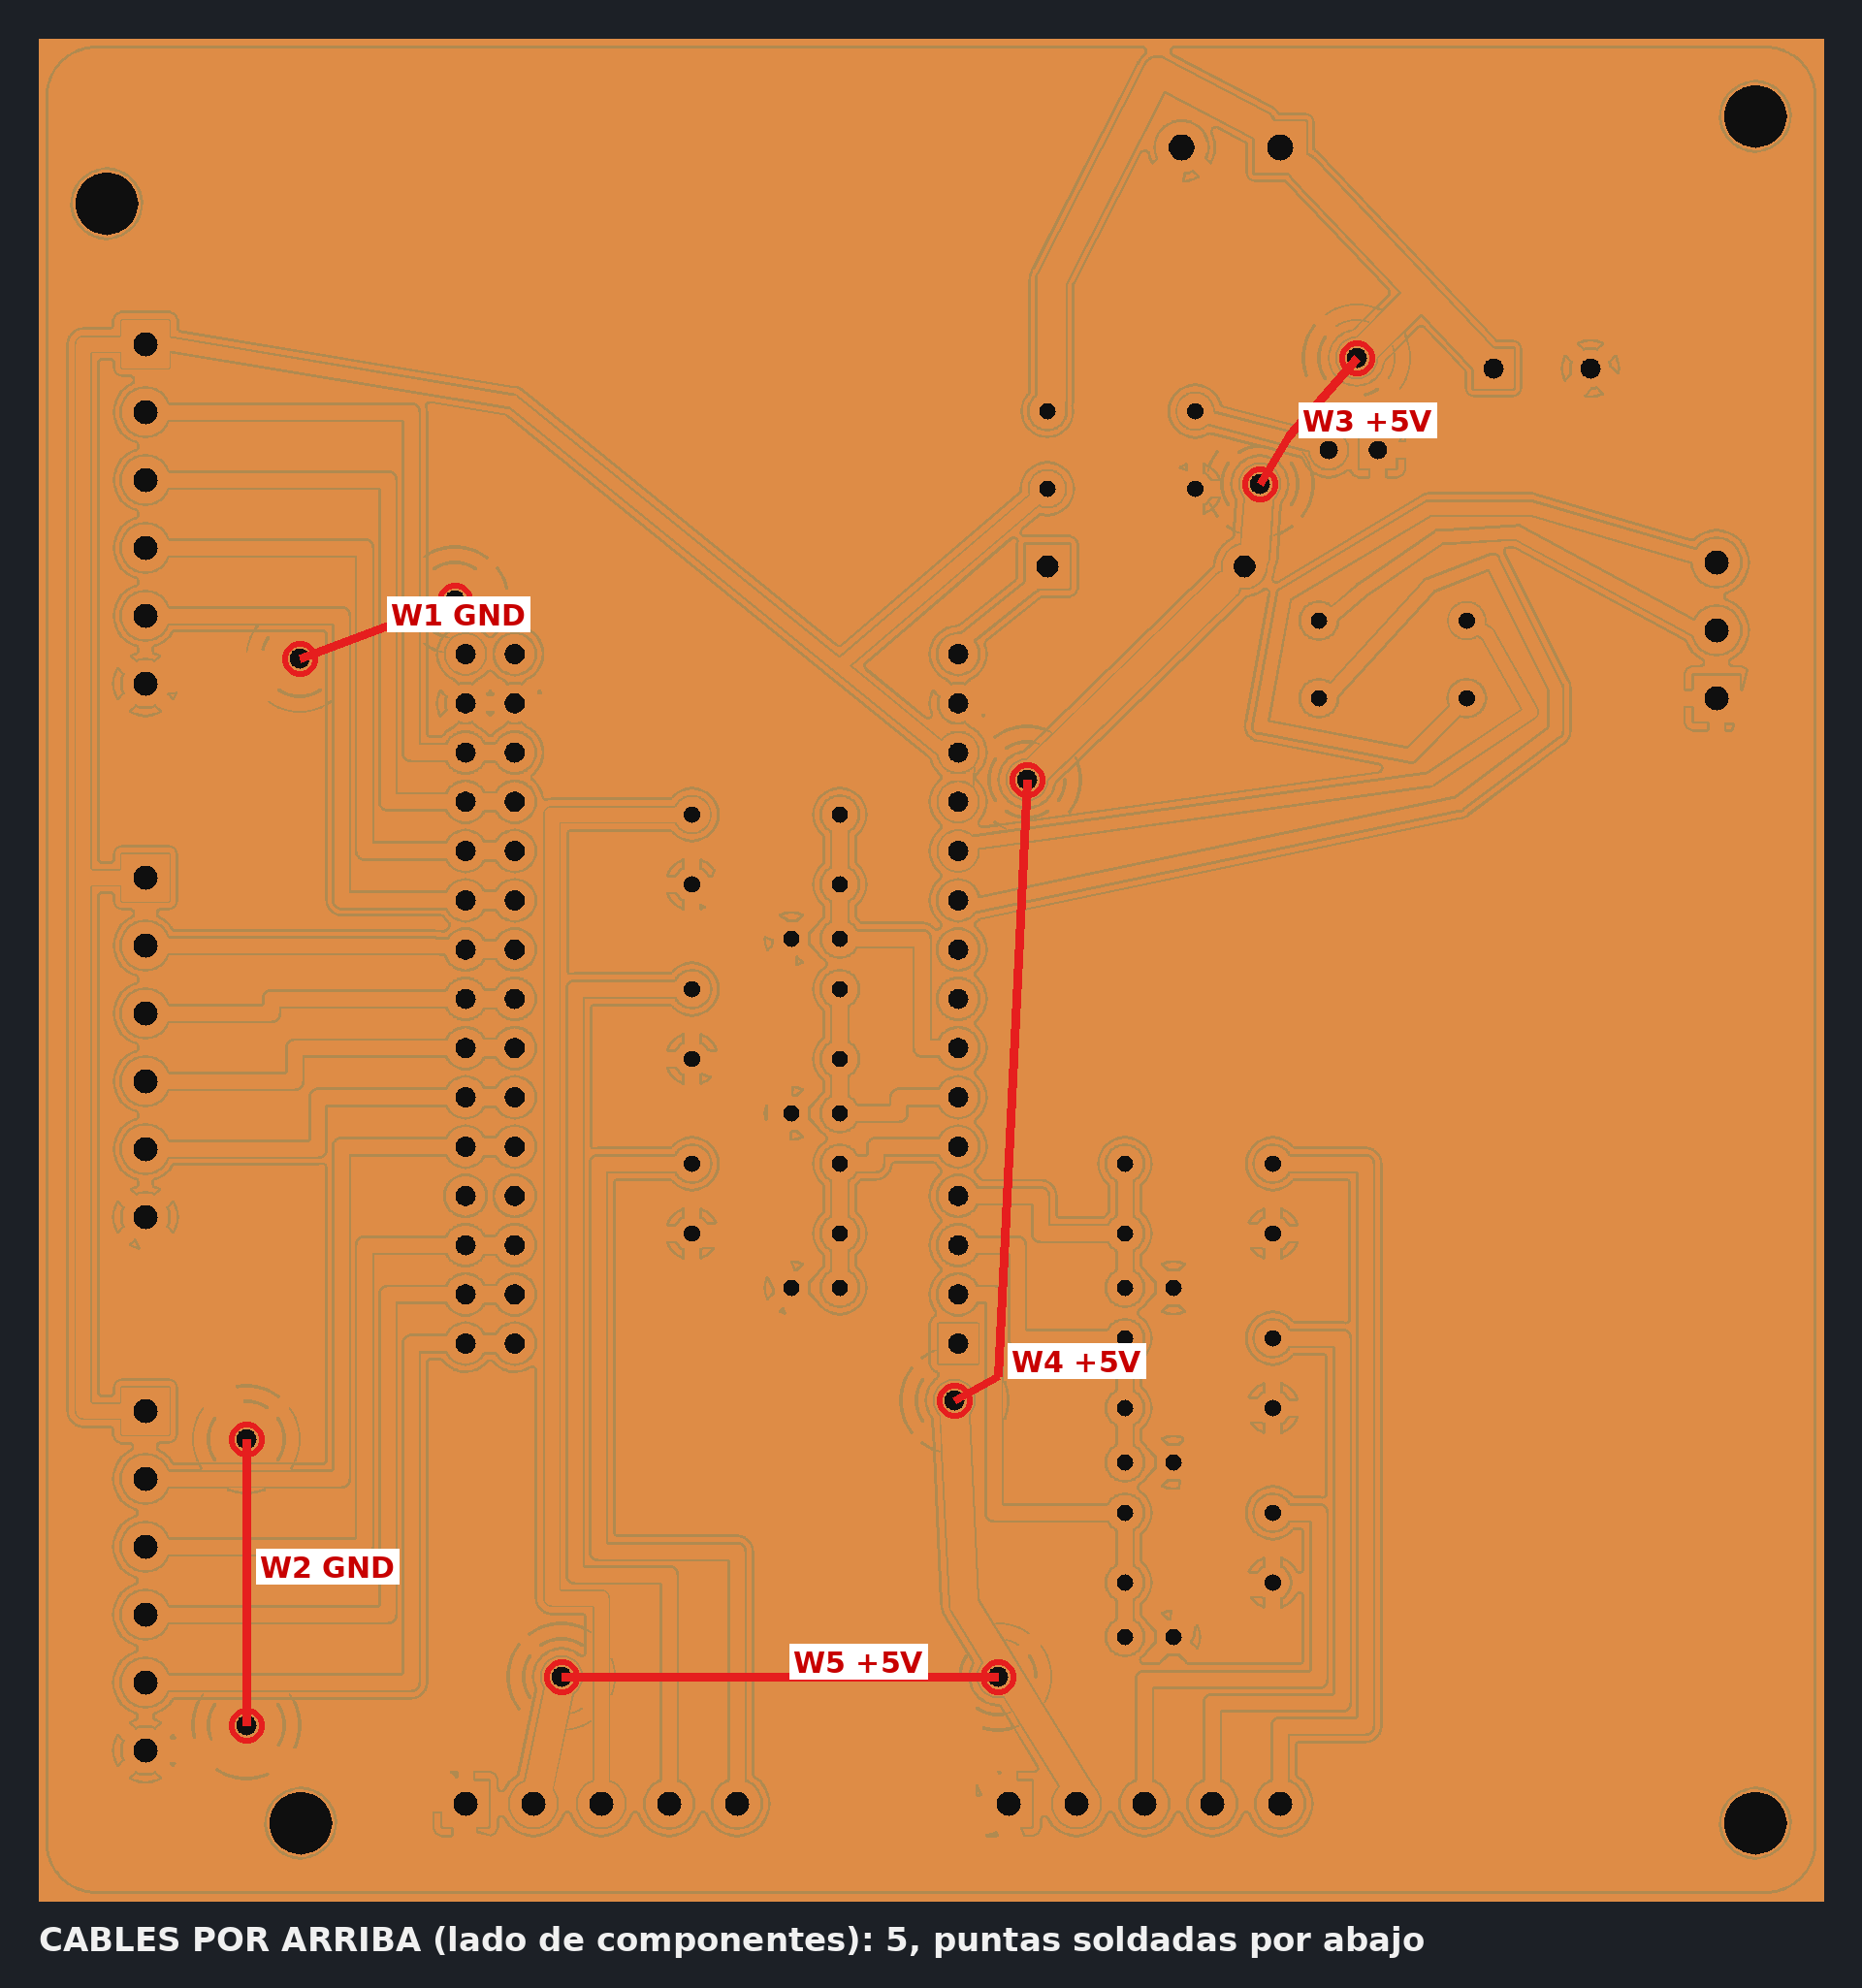 W3 +5V
W1 GND
W4 +5V
W2 GND
W5 +5V
CABLES POR ARRIBA (lado de componentes): 5, puntas soldadas por abajo